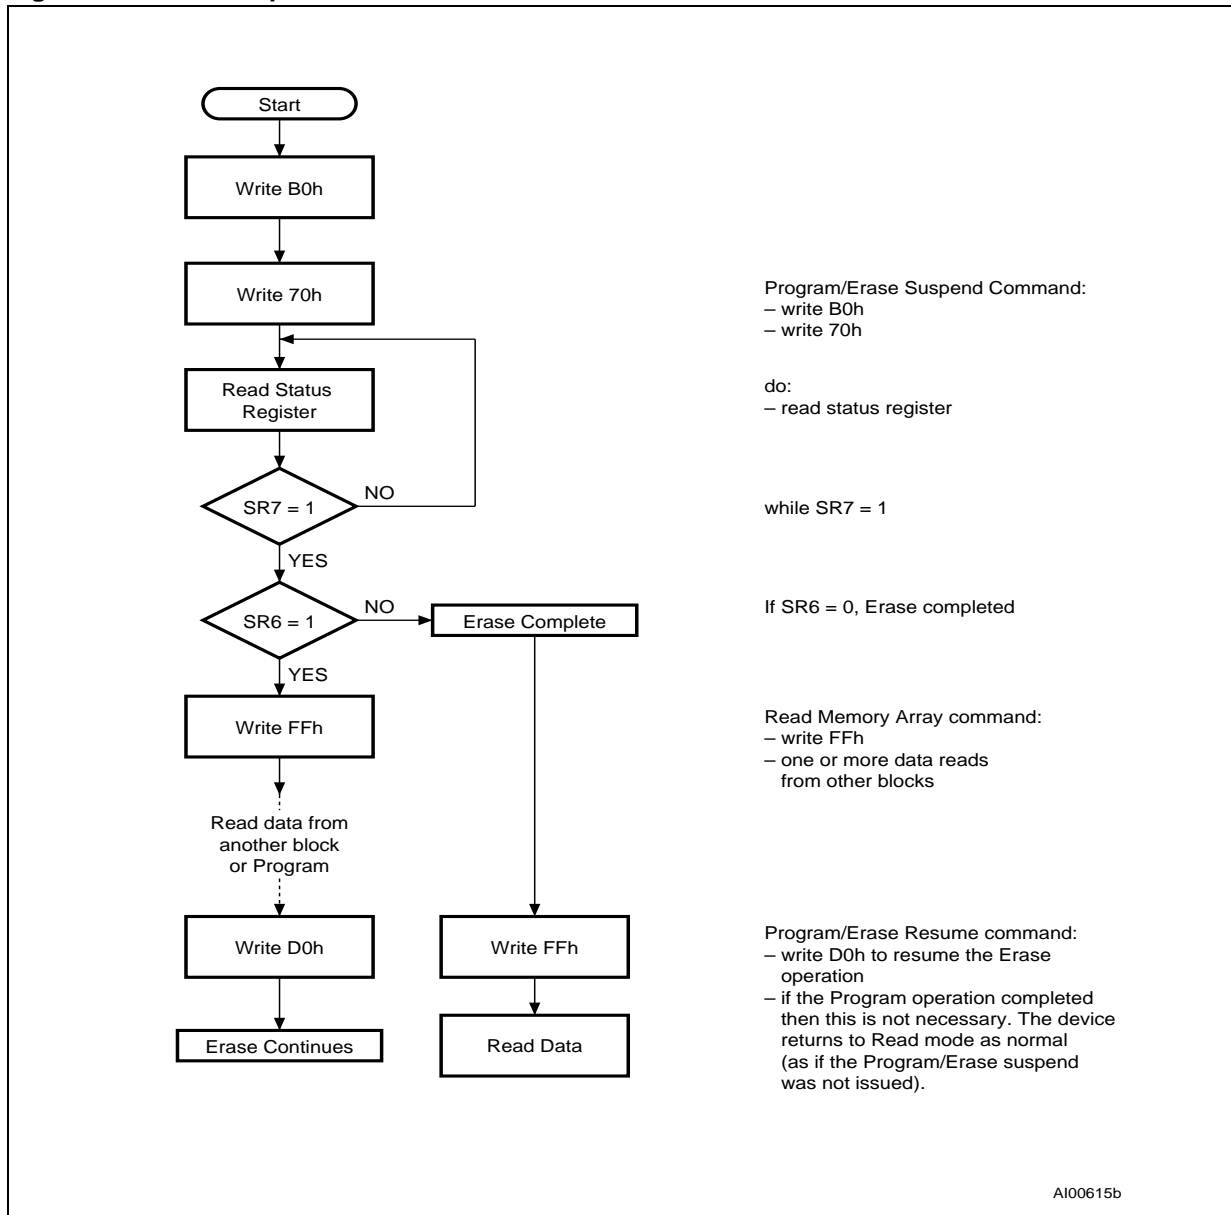 Start
Write B0h
Write 70h
Read Status
Register
NO
SR7 = 1
YES
NO
SR6 = 1
Erase Complete
YES
Write FFh
Read data from
another block
or Program
Write D0h
Write FFh
Erase Continues
Read Data
Program/Erase Suspend Command:
– write B0h
– write 70h
do:
– read status register
while SR7 = 1
If SR6 = 0, Erase completed
Read Memory Array command:
– write FFh
– one or more data reads
from other blocks
Program/Erase Resume command:
– write D0h to resume the Erase
operation
– if the Program operation completed
then this is not necessary. The device
returns to Read mode as normal
(as if the Program/Erase suspend
was not issued).
AI00615b